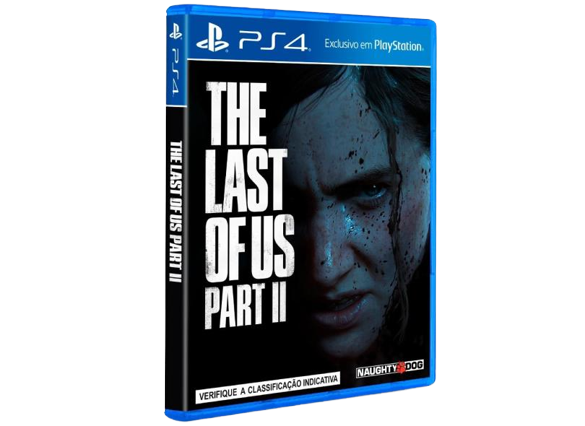 PS4
Exclusivo em PlayStation®
PS4
THE LAST OF US PART II
THE
LAST
OF US
PART II
VERIFIQUE A CLASSIFICAÇÃO INDICATIVA
NAUGHTY DOG